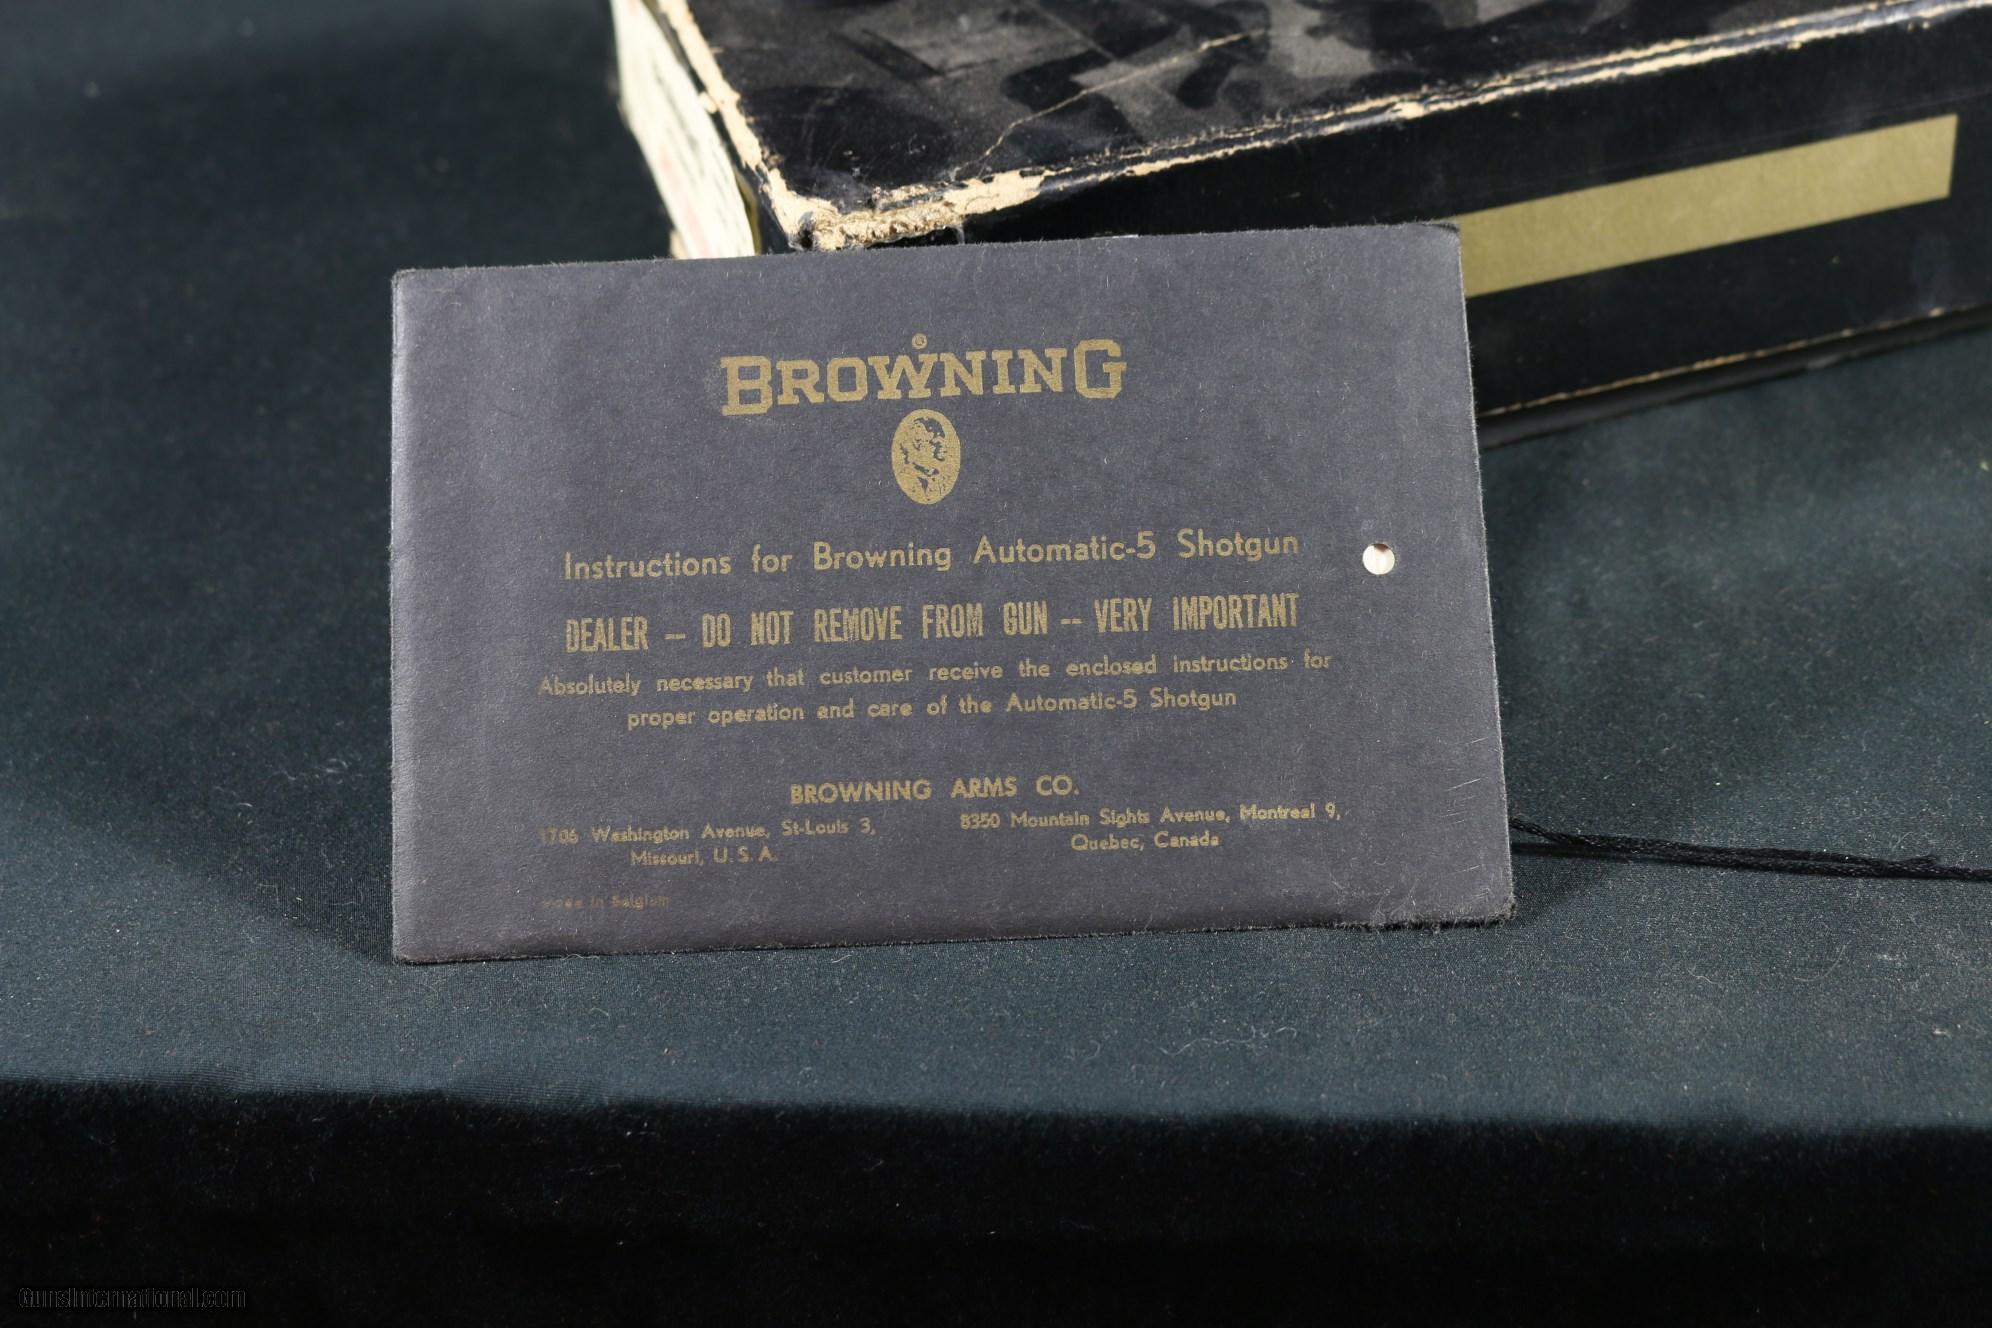 BROWNING
®
Instructions for Browning Automatic-5 Shotgun
DEALER -- DO NOT REMOVE FROM GUN -- VERY IMPORTANT
Absolutely necessary that customer receive the enclosed instructions for
proper operation and care of the Automatic-5 Shotgun
BROWNING ARMS CO.
1706 Washington Avenue, St-Louis 3,
Missouri, U. S. A.
8350 Mountain Sights Avenue, Montreal 9,
Quebec, Canada
Made in Belgium
GunsInternational.com